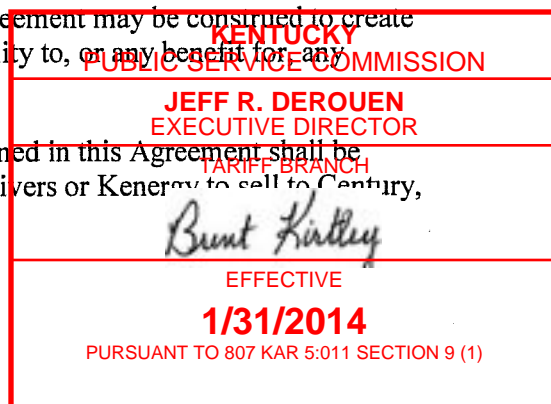 eement may be construed to create
KENTUCKY
ity to, or any benefit for, any
PUBLIC SERVICE COMMISSION
JEFF R. DEROUEN
EXECUTIVE DIRECTOR
ned in this Agreement shall be
TARIFF BRANCH
ivers or Kenergy to sell to Century,
Brent Kirtley
EFFECTIVE
1/31/2014
PURSUANT TO 807 KAR 5:011 SECTION 9 (1)